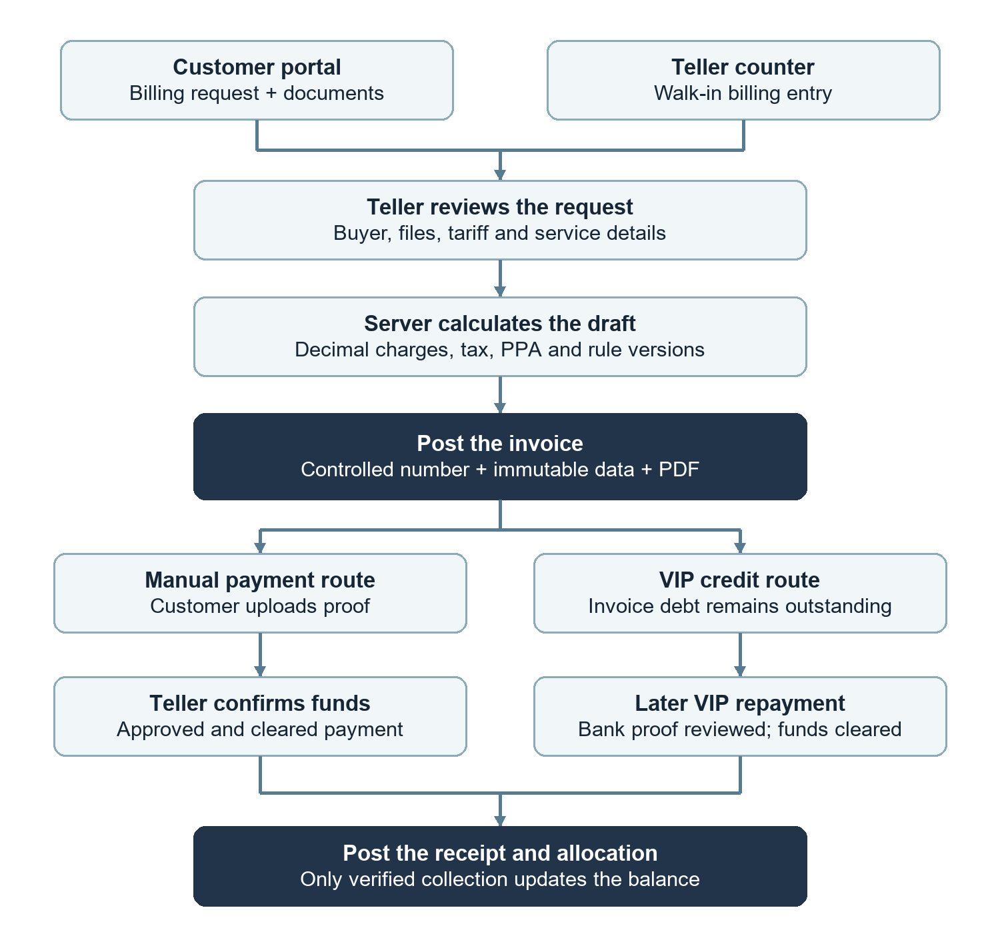 Customer portal
Billing request + documents
Teller counter
Walk-in billing entry
Teller reviews the request
Buyer, files, tariff and service details
Server calculates the draft
Decimal charges, tax, PPA and rule versions
Post the invoice
Controlled number + immutable data + PDF
Manual payment route
Customer uploads proof
VIP credit route
Invoice debt remains outstanding
Teller confirms funds
Approved and cleared payment
Later VIP repayment
Bank proof reviewed; funds cleared
Post the receipt and allocation
Only verified collection updates the balance